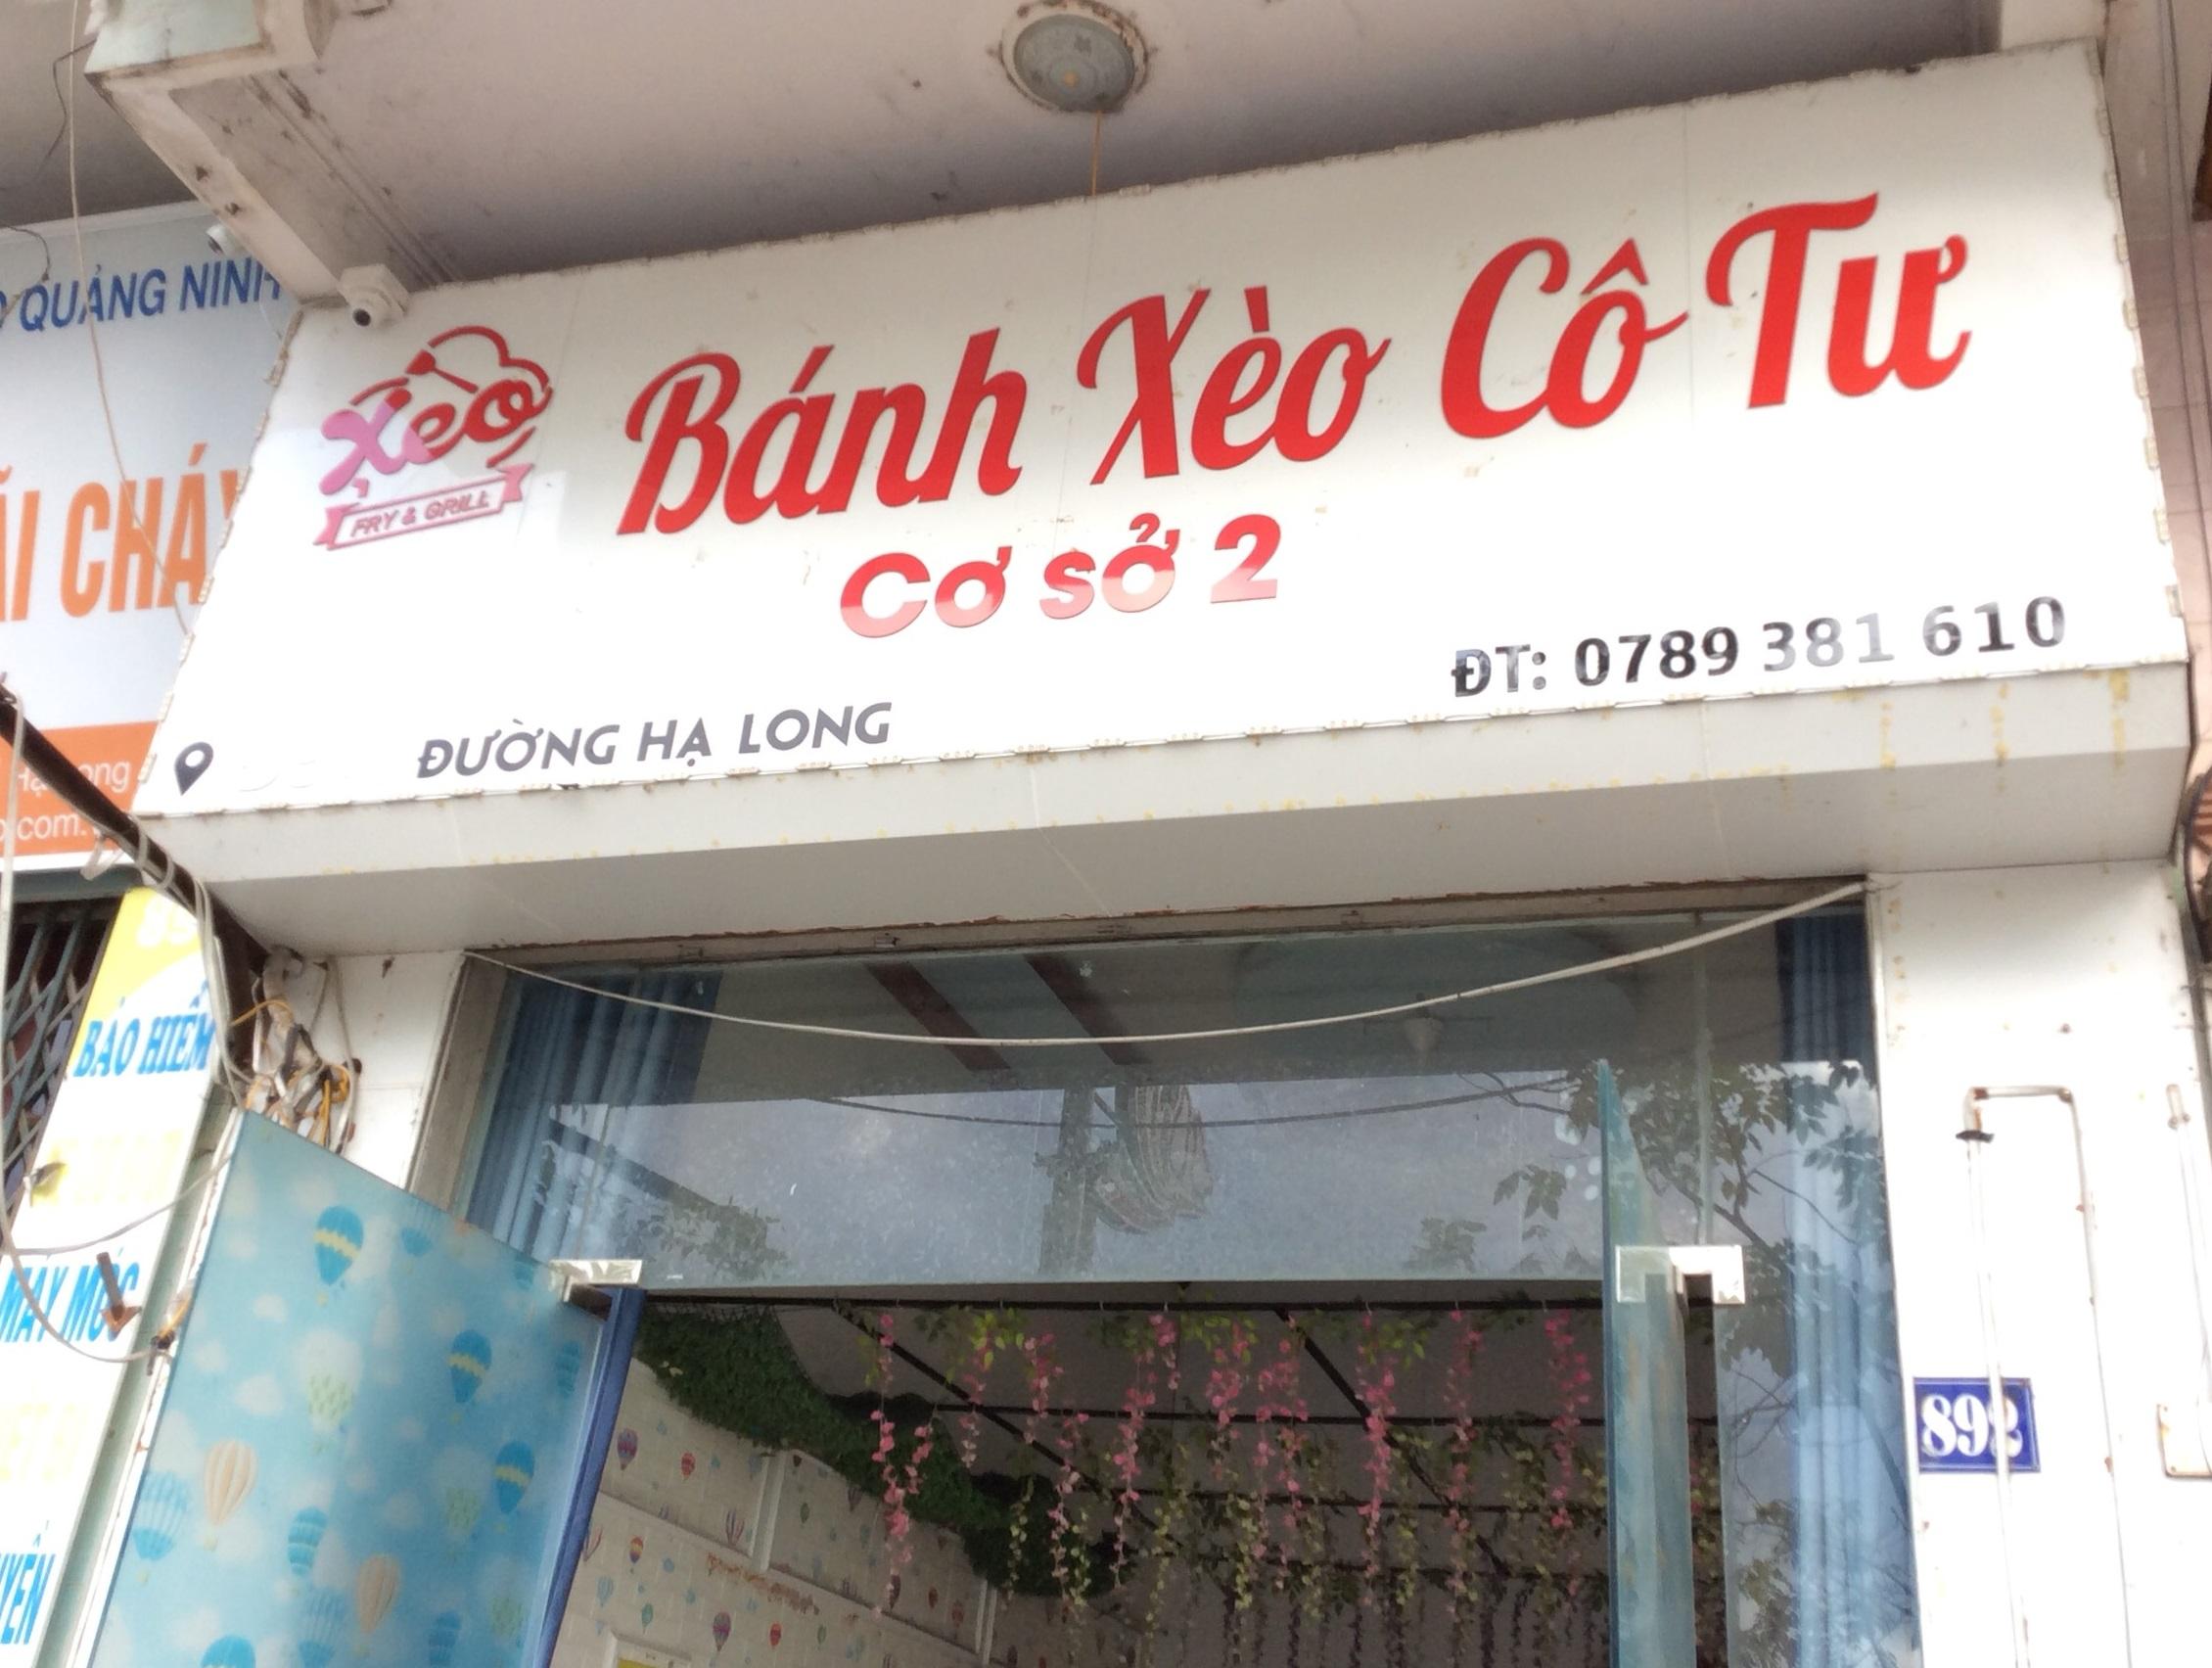 QUẢNG NINH
CHÁY
Xèo
FRY & GRILL
Bánh Xèo Cô Tư
Cơ sở 2
ĐT: 0789 381 610
ĐƯỜNG HẠ LONG
BẢO HIỂM
MÁY MÓC
892